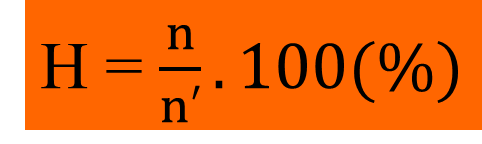 H = n/n′ . 100(%)